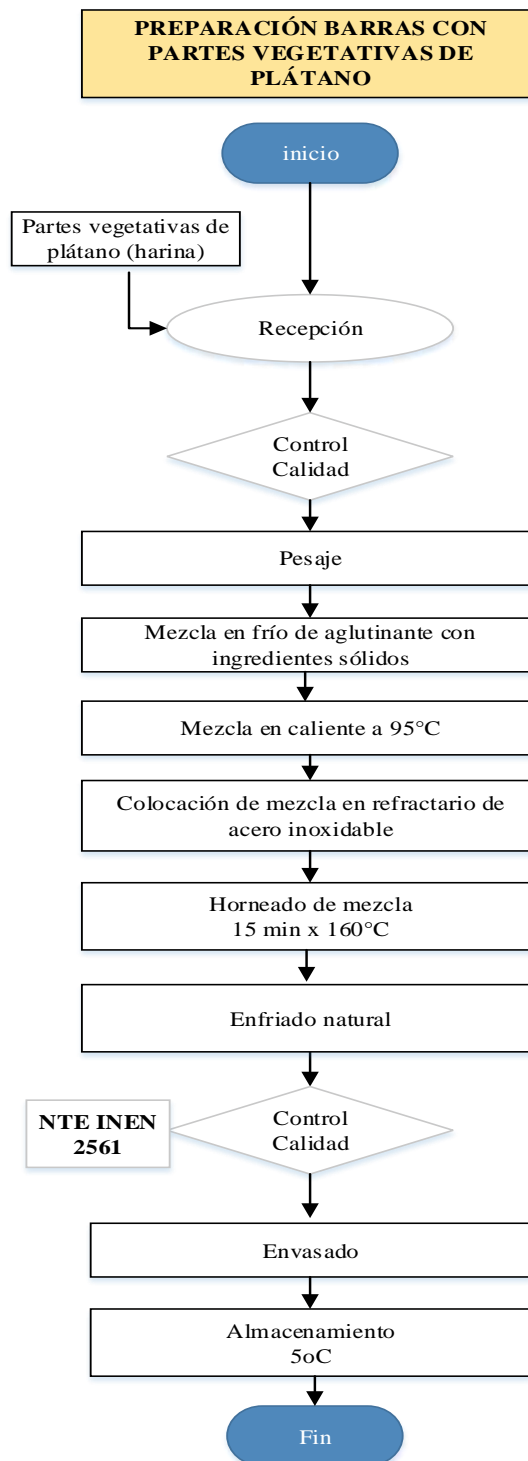 PREPARACIÓN BARRAS CON
PARTES VEGETATIVAS DE
PLÁTANO
inicio
Partes vegetativas de
plátano (harina)
Recepción
Control
Calidad
Pesaje
Mezcla en frío de aglutinante con
ingredientes sólidos
Mezcla en caliente a 95°C
Colocación de mezcla en refractario de
acero inoxidable
Horneado de mezcla
15 min x 160°C
Enfriado natural
NTE INEN
2561
Control
Calidad
Envasado
Almacenamiento
5oC
Fin